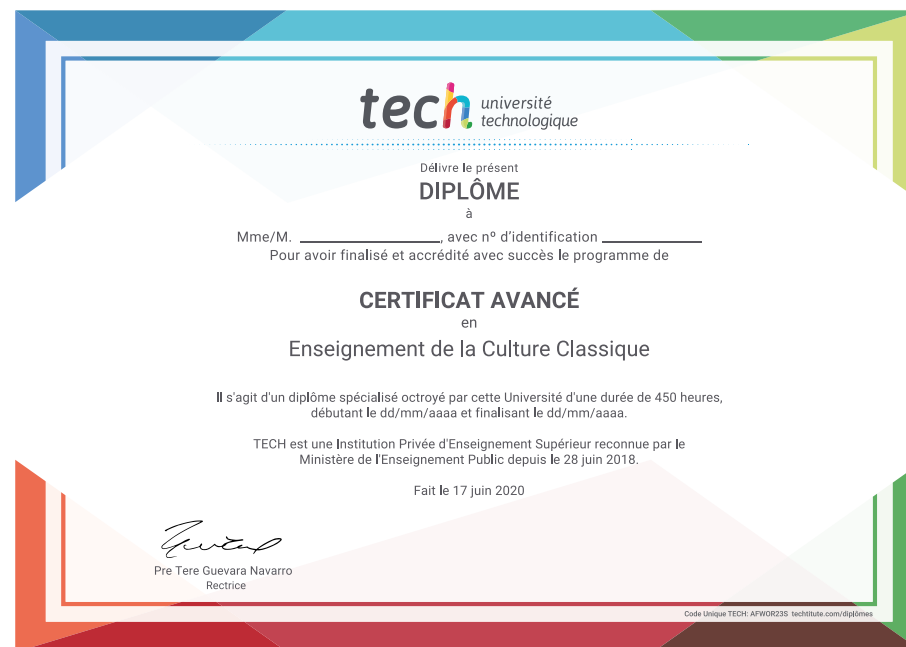 tech université
technologique
Délivre le présent
DIPLÔME
à
Mme/M. ____________________, avec nº d'identification ______________
Pour avoir finalisé et accrédité avec succès le programme de
CERTIFICAT AVANCÉ
en
Enseignement de la Culture Classique
Il s'agit d'un diplôme spécialisé octroyé par cette Université d'une durée de 450 heures,
débutant le dd/mm/aaaa et finalisant le dd/mm/aaaa.
TECH est une Institution Privée d'Enseignement Supérieur reconnue par le
Ministère de l'Enseignement Public depuis le 28 juin 2018.
Fait le 17 juin 2020
Pre Tere Guevara Navarro
Rectrice
Code Unique TECH: AFWOR23S techtitute.com/diplômes